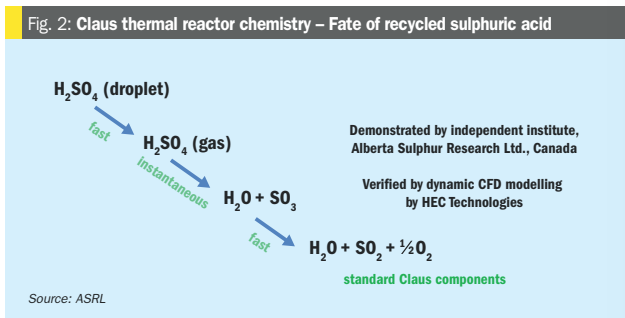 Fig. 2: Claus thermal reactor chemistry – Fate of recycled sulphuric acid
H₂SO₄ (droplet)
fast
H₂SO₄ (gas)
instantaneous
H₂O + SO₃
fast
H₂O + SO₂ + ½O₂
standard Claus components
Demonstrated by independent institute,
Alberta Sulphur Research Ltd., Canada
Verified by dynamic CFD modelling
by HEC Technologies
Source: ASRL